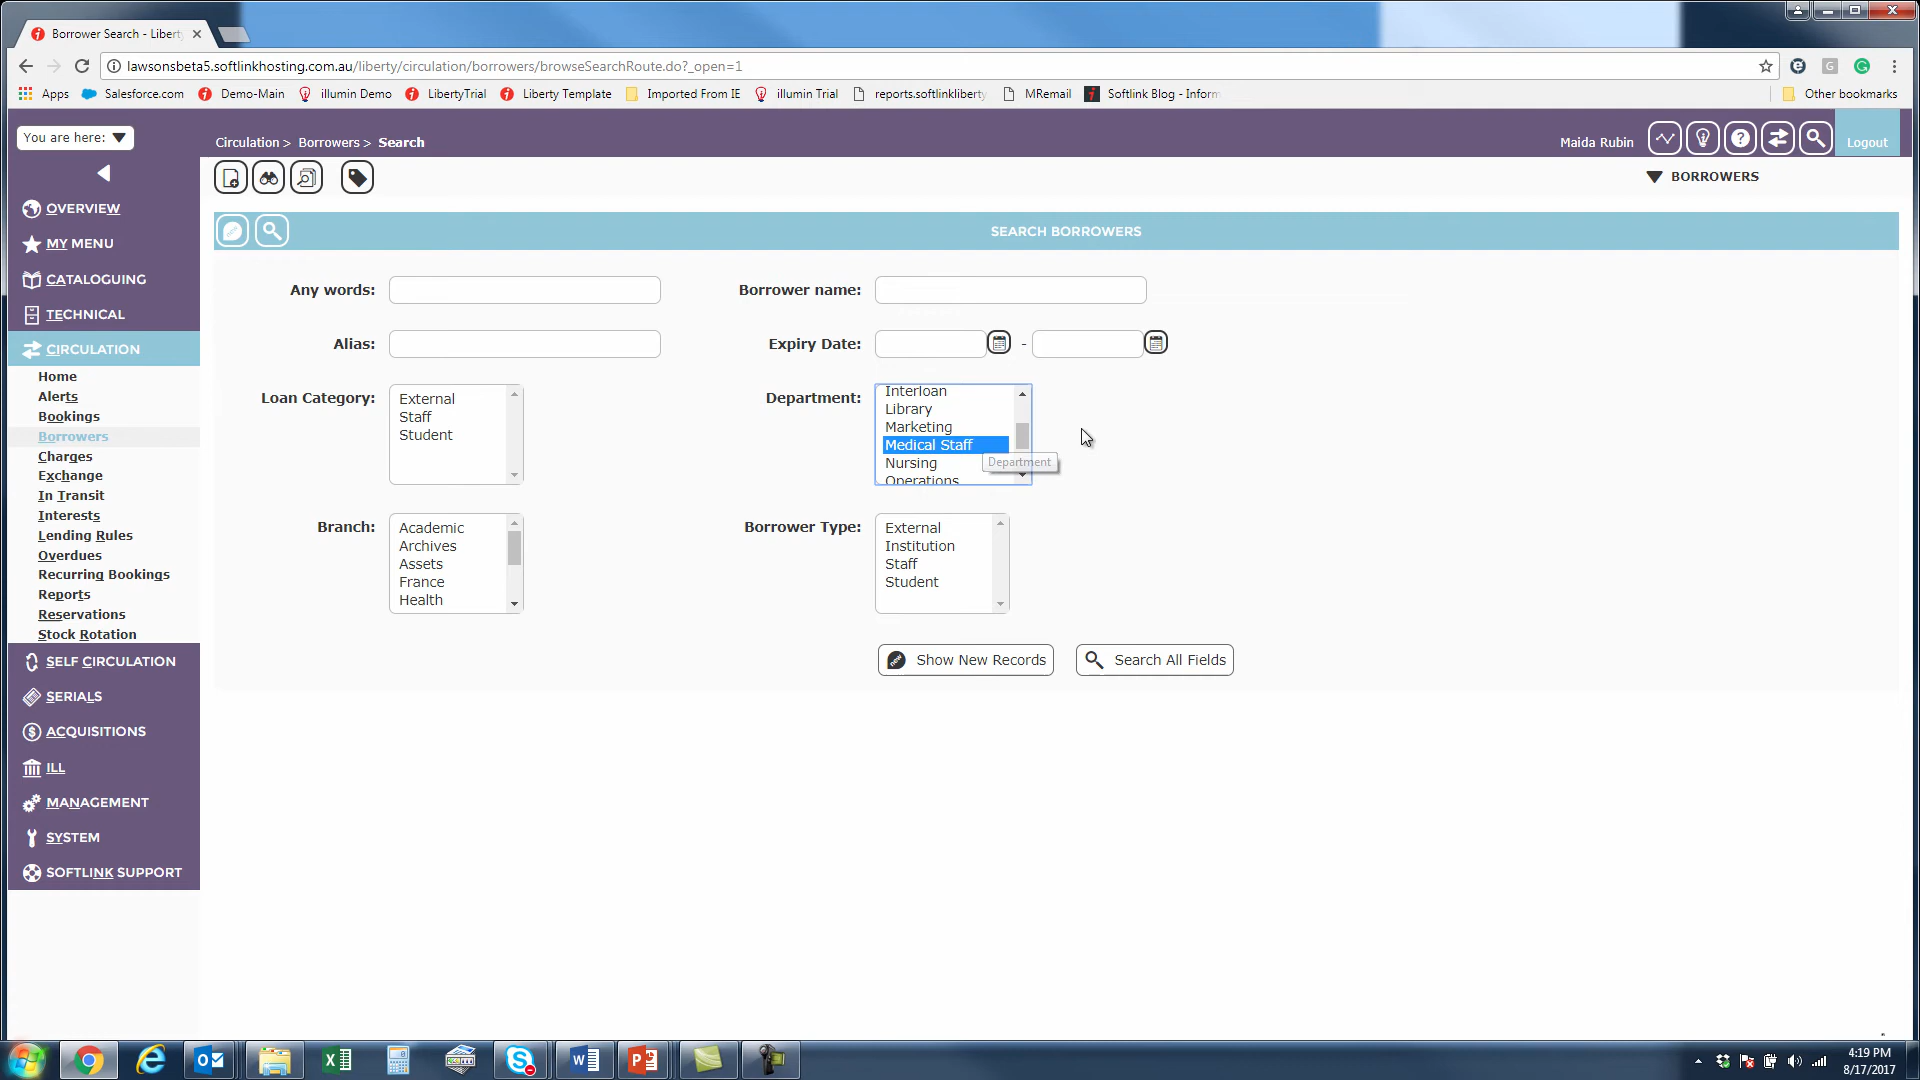 Borrower Search - Libert
lawsonsbeta5.softlinkhosting.com.au/liberty/circulation/borrowers/browseSearchRoute.do?_open=1
Apps Salesforce.com Demo-Main illumin Demo LibertyTrial Liberty Template Imported From IE illumin Trial reports.softlinkliberty MRemail Softlink Blog - Inform Other bookmarks
You are here:
Circulation > Borrowers > Search
Maida Rubin
Logout
BORROWERS
OVERVIEW
MY MENU
CATALOGUING
TECHNICAL
CIRCULATION
Home
Alerts
Bookings
Borrowers
Charges
Exchange
In Transit
Interests
Lending Rules
Overdues
Recurring Bookings
Reports
Reservations
Stock Rotation
SELF CIRCULATION
SERIALS
ACQUISITIONS
ILL
MANAGEMENT
SYSTEM
SOFTLINK SUPPORT
SEARCH BORROWERS
Any words:
Borrower name:
Alias:
Expiry Date: -
Loan Category:
External
Staff
Student
Department:
Interloan
Library
Marketing
Medical Staff
Nursing
Operations
Department
Branch:
Academic
Archives
Assets
France
Health
Borrower Type:
External
Institution
Staff
Student
new Show New Records
Search All Fields
4:19 PM
8/17/2017